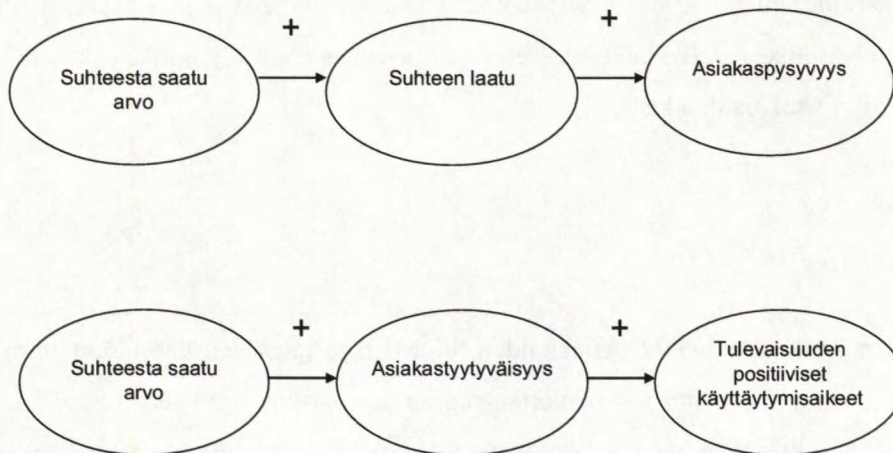 +
+
Suhteesta saatu
arvo
Suhteen laatu
Asiakaspysyvyys
+
+
Suhteesta saatu
arvo
Asiakastyytyväisyys
Tulevaisuuden
positiiviset
käyttäytymisaikeet